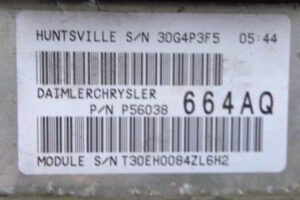 HUNTSVILLE S/N 30G4P3F5 05:44
DAIMLERCHRYSLER
P/N P56038 664AQ
MODULE S/N T30EH0084ZL6H2